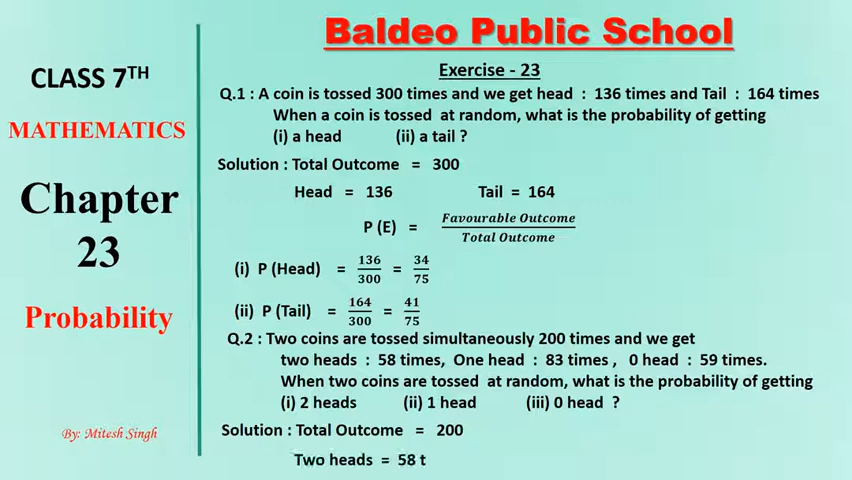 Baldeo Public School
CLASS 7TH
MATHEMATICS
Chapter
23
Probability
By: Mitesh Singh
Exercise - 23
Q.1 : A coin is tossed 300 times and we get head : 136 times and Tail : 164 times
When a coin is tossed at random, what is the probability of getting
(i) a head (ii) a tail ?
Solution : Total Outcome = 300
Head = 136 Tail = 164
P (E) = Favourable Outcome / Total Outcome
(i) P (Head) = 136/300 = 34/75
(ii) P (Tail) = 164/300 = 41/75
Q.2 : Two coins are tossed simultaneously 200 times and we get
two heads : 58 times, One head : 83 times , 0 head : 59 times.
When two coins are tossed at random, what is the probability of getting
(i) 2 heads (ii) 1 head (iii) 0 head ?
Solution : Total Outcome = 200
Two heads = 58 t